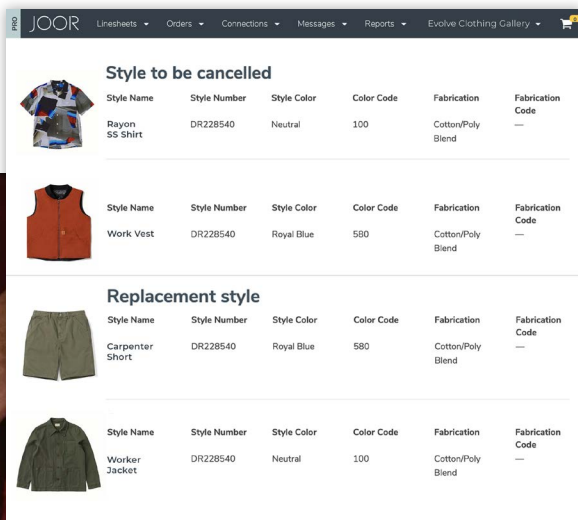 PRO JOOR Linesheets Orders Connections Messages Reports Evolve Clothing Gallery
Style to be cancelled
Style Name Style Number Style Color Color Code Fabrication Fabrication Code
Rayon SS Shirt DR228540 Neutral 100 Cotton/Poly Blend —
Style Name Style Number Style Color Color Code Fabrication Fabrication Code
Work Vest DR228540 Royal Blue 580 Cotton/Poly Blend —
Replacement style
Style Name Style Number Style Color Color Code Fabrication Fabrication Code
Carpenter Short DR228540 Royal Blue 580 Cotton/Poly Blend —
Style Name Style Number Style Color Color Code Fabrication Fabrication Code
Worker Jacket DR228540 Neutral 100 Cotton/Poly Blend —